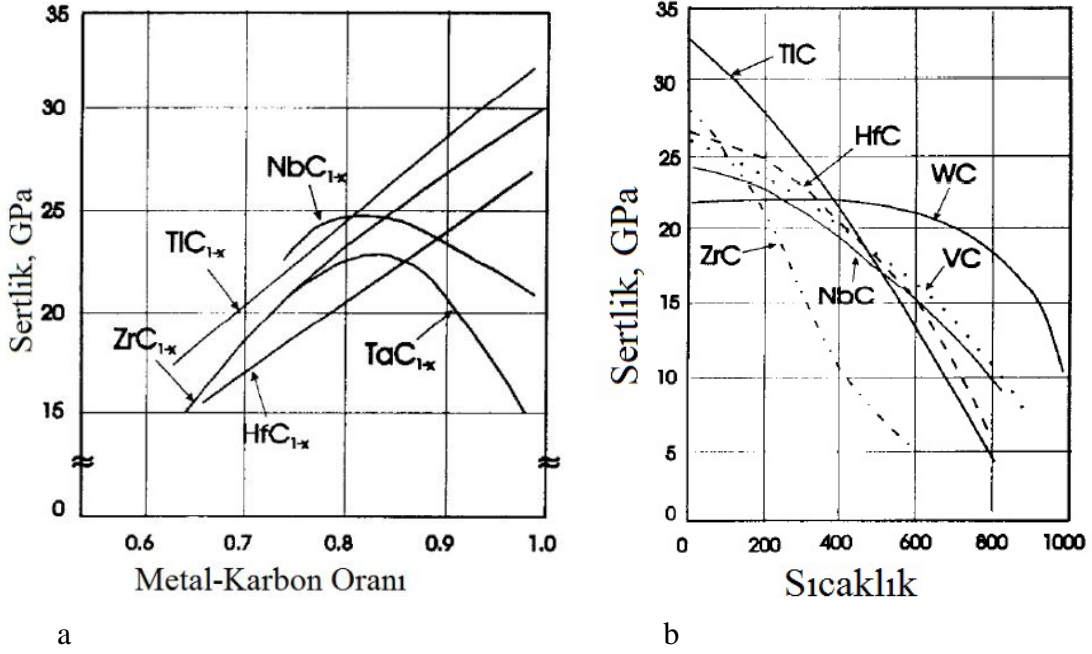 35
30
25
20
15
0
Sertlik, GPa
NbC1-x
TlC1-x
ZrC1-x
HfC1-x
TaC1-x
≈
≈
0.6 0.7 0.8 0.9 1.0
Metal-Karbon Oranı
a
35
30
25
20
15
10
5
0
Sertlik, GPa
TlC
HfC
WC
ZrC
NbC
VC
0 200 400 600 800 1000
Sıcaklık
b